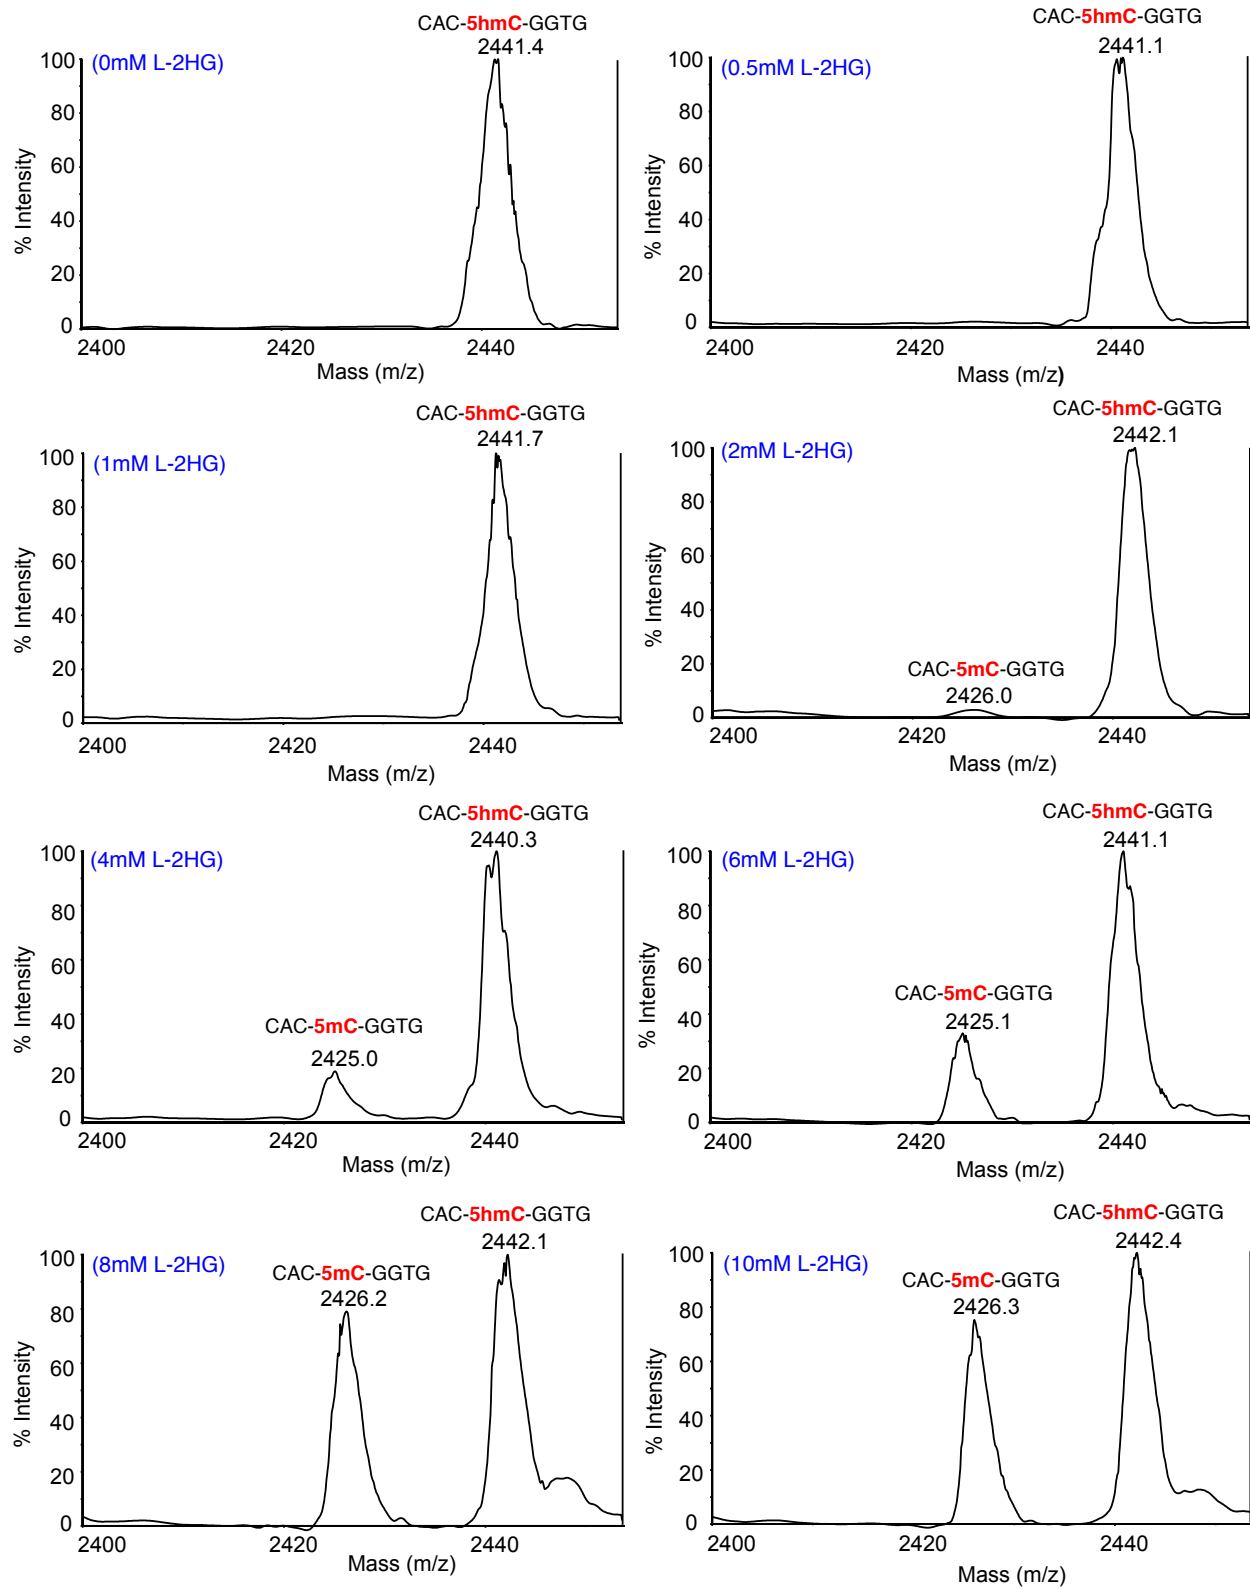 CAC-5hmC-GGTG
2441.4
(0mM L-2HG)
100
80
60
40
20
0
% Intensity
2400
2420
2440
Mass (m/z)
CAC-5hmC-GGTG
2441.1
(0.5mM L-2HG)
100
80
60
40
20
0
% Intensity
2400
2420
2440
Mass (m/z)
CAC-5hmC-GGTG
2441.7
(1mM L-2HG)
100
80
60
40
20
0
% Intensity
2400
2420
2440
Mass (m/z)
CAC-5hmC-GGTG
2442.1
(2mM L-2HG)
CAC-5mC-GGTG
2426.0
100
80
60
40
20
0
% Intensity
2400
2420
2440
Mass (m/z)
CAC-5hmC-GGTG
2440.3
(4mM L-2HG)
CAC-5mC-GGTG
2425.0
100
80
60
40
20
0
% Intensity
2400
2420
2440
Mass (m/z)
CAC-5hmC-GGTG
2441.1
(6mM L-2HG)
CAC-5mC-GGTG
2425.1
100
80
60
40
20
0
% Intensity
2400
2420
2440
Mass (m/z)
CAC-5hmC-GGTG
2442.1
(8mM L-2HG)
CAC-5mC-GGTG
2426.2
100
80
60
40
20
0
% Intensity
2400
2420
2440
Mass (m/z)
CAC-5hmC-GGTG
2442.4
(10mM L-2HG)
CAC-5mC-GGTG
2426.3
100
80
60
40
20
0
% Intensity
2400
2420
2440
Mass (m/z)